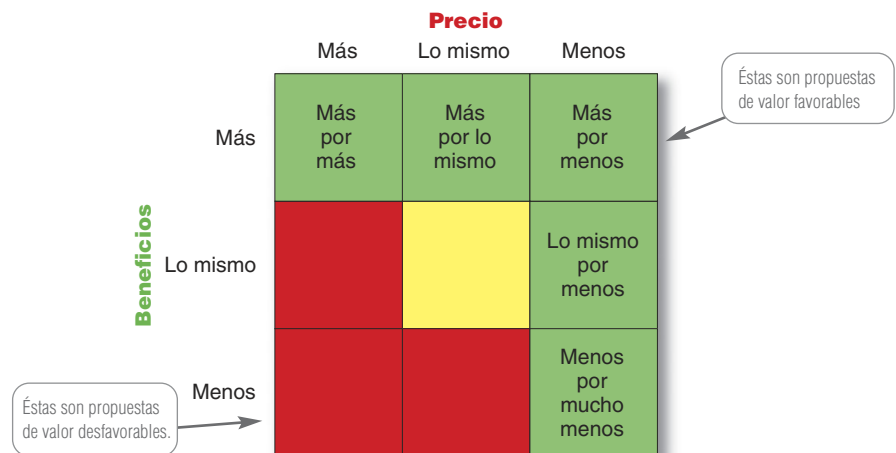 Precio
Más Lo mismo Menos
Éstas son propuestas
de valor favorables
Más
Más
por
más
Más
por lo
mismo
Más
por
menos
Beneficios
Lo mismo
Lo mismo
por
menos
Menos
Menos
por
mucho
menos
Éstas son propuestas
de valor desfavorables.